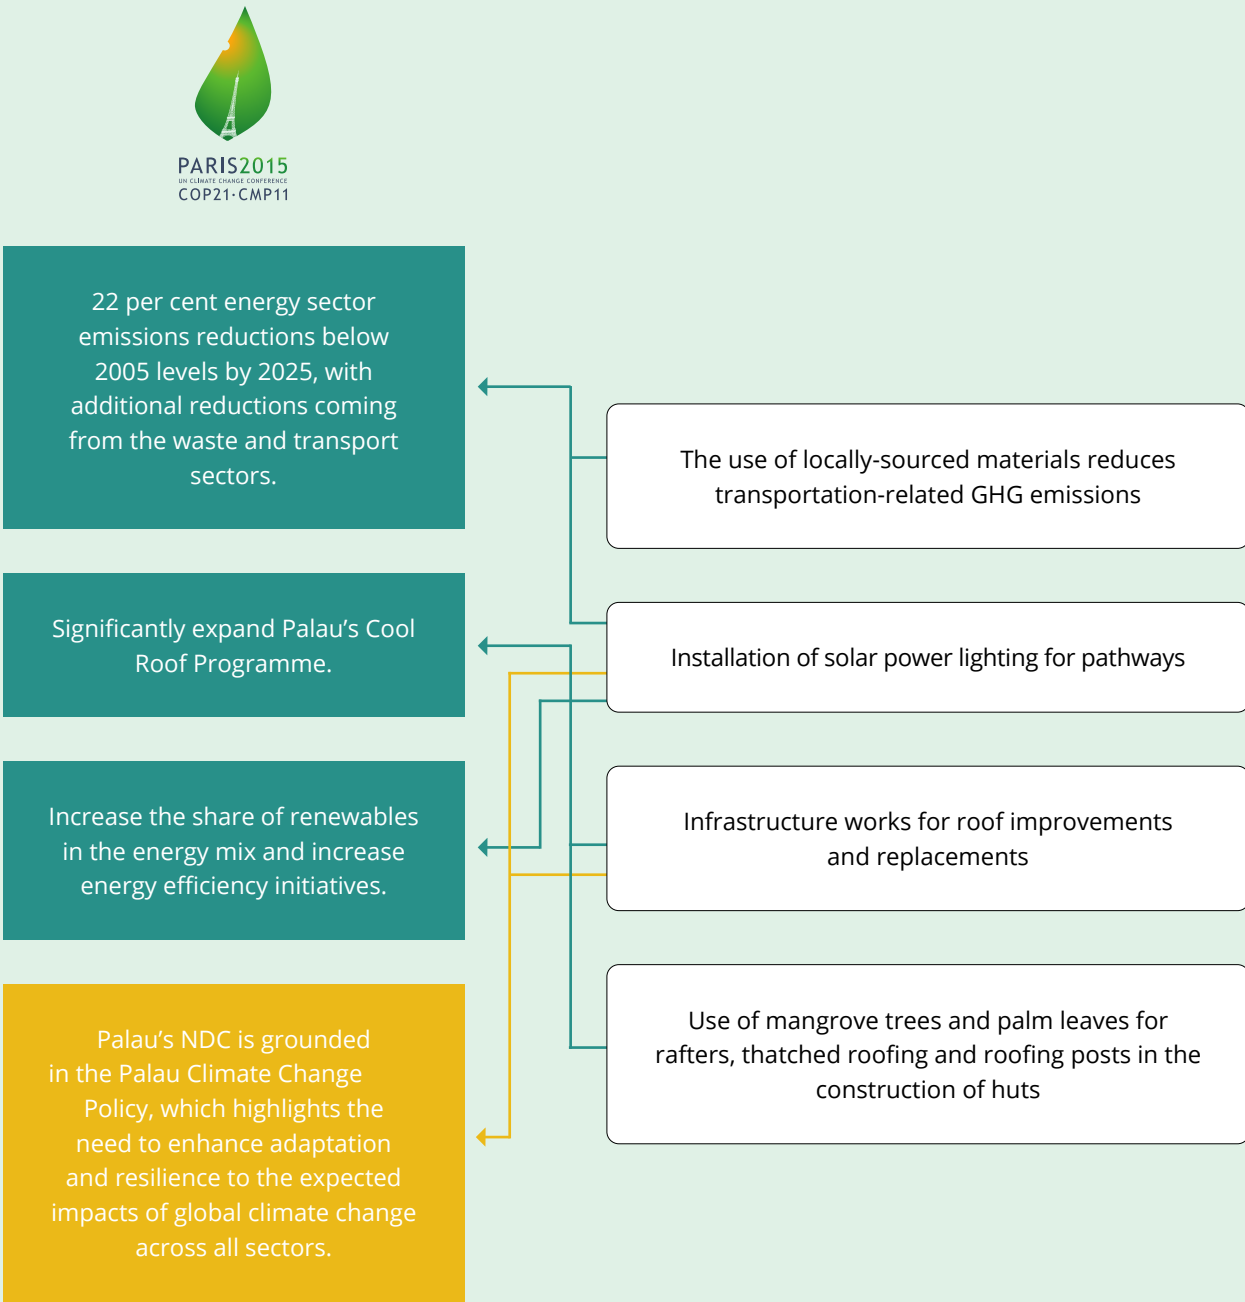 PARIS2015
UN CLIMATE CHANGE CONFERENCE
COP21·CMP11
22 per cent energy sector
emissions reductions below
2005 levels by 2025, with
additional reductions coming
from the waste and transport
sectors.
Significantly expand Palau’s Cool
Roof Programme.
Increase the share of renewables
in the energy mix and increase
energy efficiency initiatives.
Palau’s NDC is grounded
in the Palau Climate Change
Policy, which highlights the
need to enhance adaptation
and resilience to the expected
impacts of global climate change
across all sectors.
The use of locally-sourced materials reduces
transportation-related GHG emissions
Installation of solar power lighting for pathways
Infrastructure works for roof improvements
and replacements
Use of mangrove trees and palm leaves for
rafters, thatched roofing and roofing posts in the
construction of huts